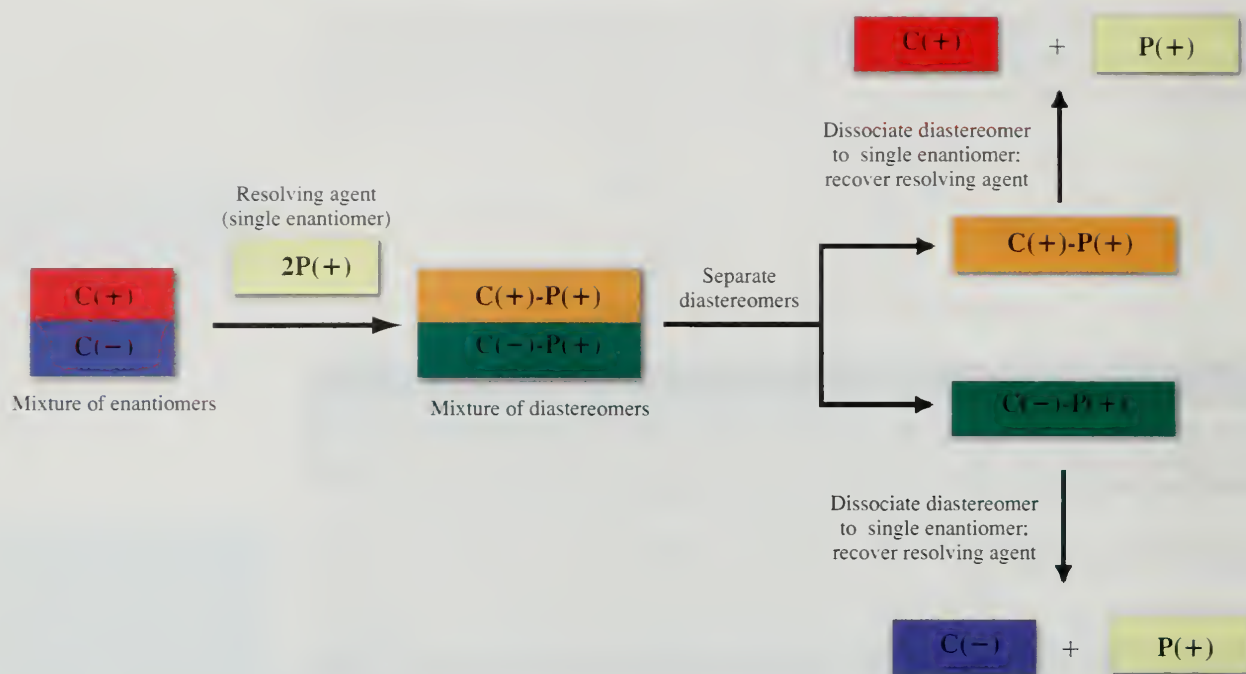 C(+) + P(+)
Dissociate diastereomer
to single enantiomer;
recover resolving agent
Resolving agent
(single enantiomer)
2P(+)
C(+)
C(−)
Mixture of enantiomers
C(+)-P(+)
C(−)-P(+)
Mixture of diastereomers
Separate
diastereomers
C(+)-P(+)
C(−)-P(+)
Dissociate diastereomer
to single enantiomer;
recover resolving agent
C(−) + P(+)